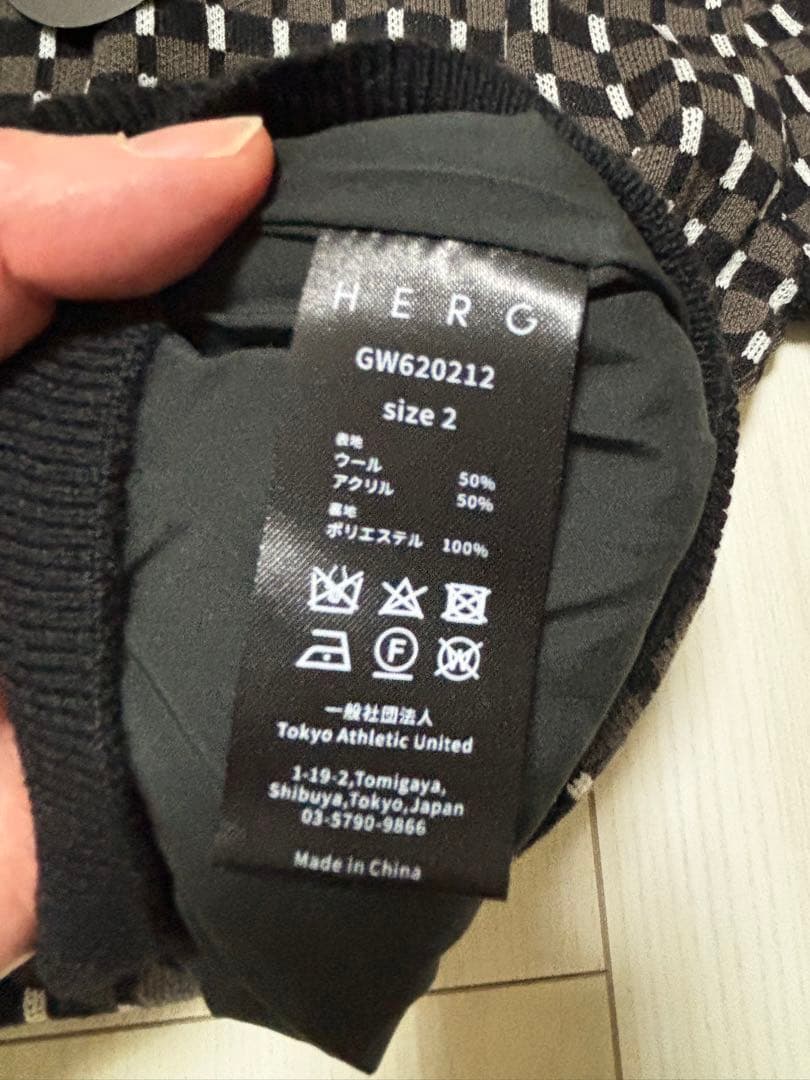 HERG
GW620212
size 2
表地
ウール 50%
アクリル 50%
裏地
ポリエステル 100%
F
W
一般社団法人
Tokyo Athletic United
1-19-2,Tomigaya,
Shibuya,Tokyo,Japan
03-5790-9866
Made in China